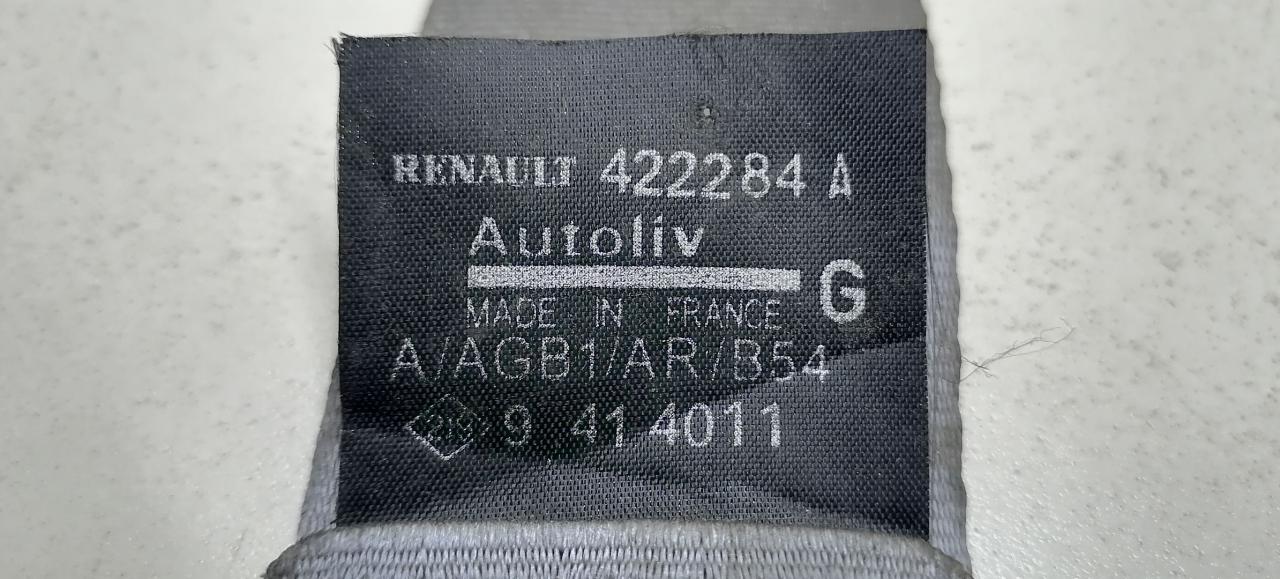 RENAULT 422284 A
Autoliv
G
MADE IN FRANCE
A/AGB1/AR/B54
9 41 4011